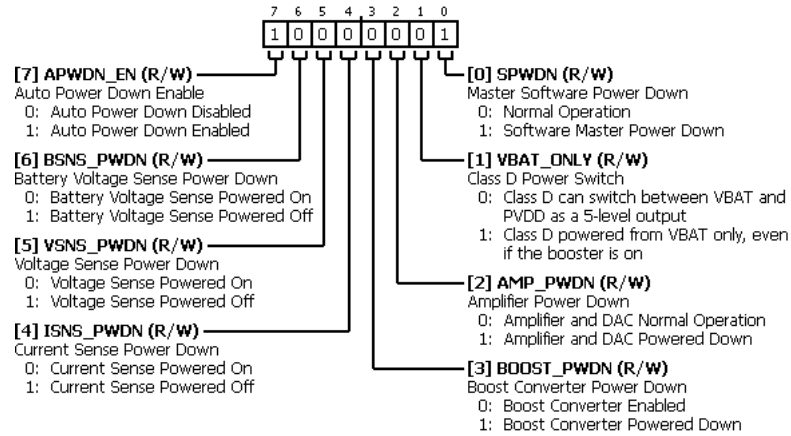 7 6 5 4 3 2 1 0
1 0 0 0 0 0 0 1
[7] APWDN_EN (R/W)
Auto Power Down Enable
0: Auto Power Down Disabled
1: Auto Power Down Enabled
[6] BSNS_PWDN (R/W)
Battery Voltage Sense Power Down
0: Battery Voltage Sense Powered On
1: Battery Voltage Sense Powered Off
[5] VSNS_PWDN (R/W)
Voltage Sense Power Down
0: Voltage Sense Powered On
1: Voltage Sense Powered Off
[4] ISNS_PWDN (R/W)
Current Sense Power Down
0: Current Sense Powered On
1: Current Sense Powered Off
[0] SPWDN (R/W)
Master Software Power Down
0: Normal Operation
1: Software Master Power Down
[1] VBAT_ONLY (R/W)
Class D Power Switch
0: Class D can switch between VBAT and
PVDD as a 5-level output
1: Class D powered from VBAT only, even
if the booster is on
[2] AMP_PWDN (R/W)
Amplifier Power Down
0: Amplifier and DAC Normal Operation
1: Amplifier and DAC Powered Down
[3] BOOST_PWDN (R/W)
Boost Converter Power Down
0: Boost Converter Enabled
1: Boost Converter Powered Down